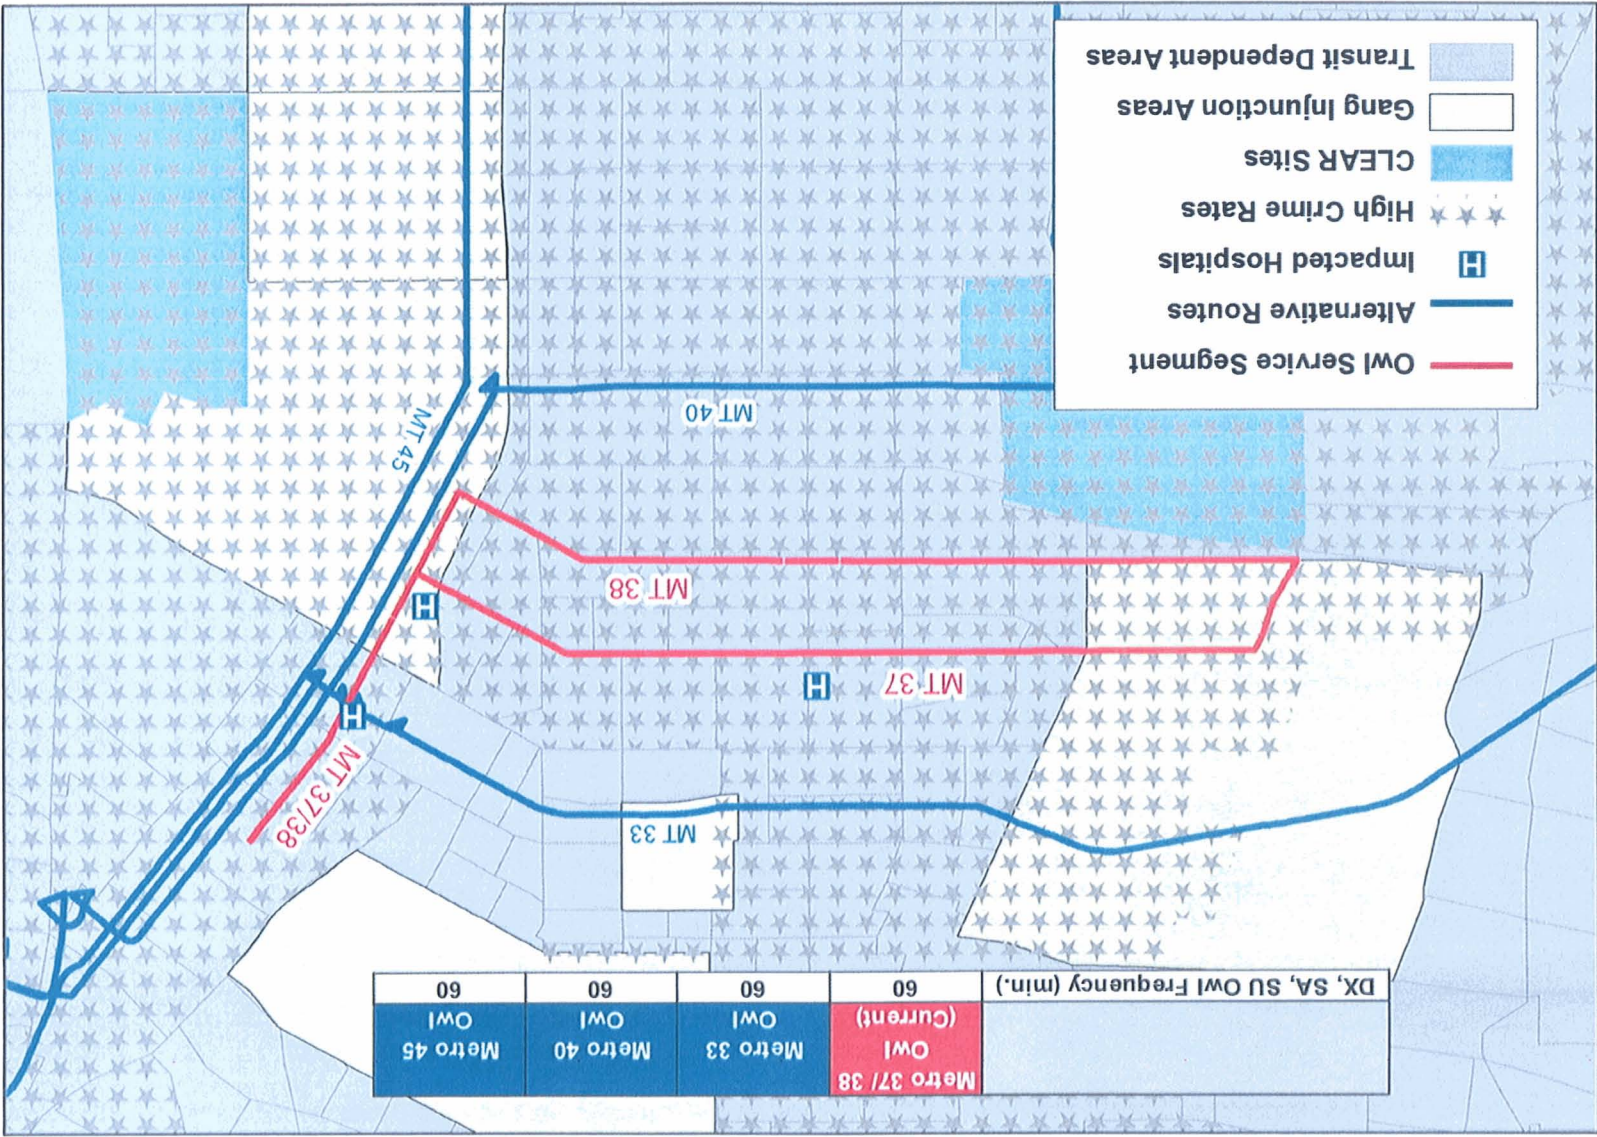 Metro 37/ 38
Owl
(Current)
Metro 33
Owl
Metro 40
Owl
Metro 45
Owl
DX, SA, SU Owl Frequency (min.) 60 60 60 60
MT 33
MT 37/38
MT 37
H
H
H
MT 38
MT 45
MT 40
Owl Service Segment
Alternative Routes
H Impacted Hospitals
High Crime Rates
CLEAR Sites
Gang Injunction Areas
Transit Dependent Areas